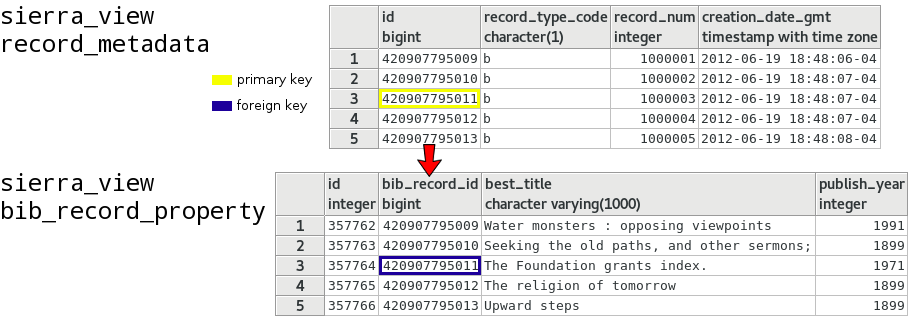 sierra_view
record_metadata
primary key
foreign key
id record_type_code record_num creation_date_gmt
bigint character(1) integer timestamp with time zone
1 420907795009 b 1000001 2012-06-19 18:48:06-04
2 420907795010 b 1000002 2012-06-19 18:48:07-04
3 420907795011 b 1000003 2012-06-19 18:48:07-04
4 420907795012 b 1000004 2012-06-19 18:48:07-04
5 420907795013 b 1000005 2012-06-19 18:48:08-04
sierra_view
bib_record_property
id bib_record_id best_title publish_year
integer bigint character varying(1000) integer
1 357762 420907795009 Water monsters : opposing viewpoints 1991
2 357763 420907795010 Seeking the old paths, and other sermons; 1899
3 357764 420907795011 The Foundation grants index. 1971
4 357765 420907795012 The religion of tomorrow 1899
5 357766 420907795013 Upward steps 1899